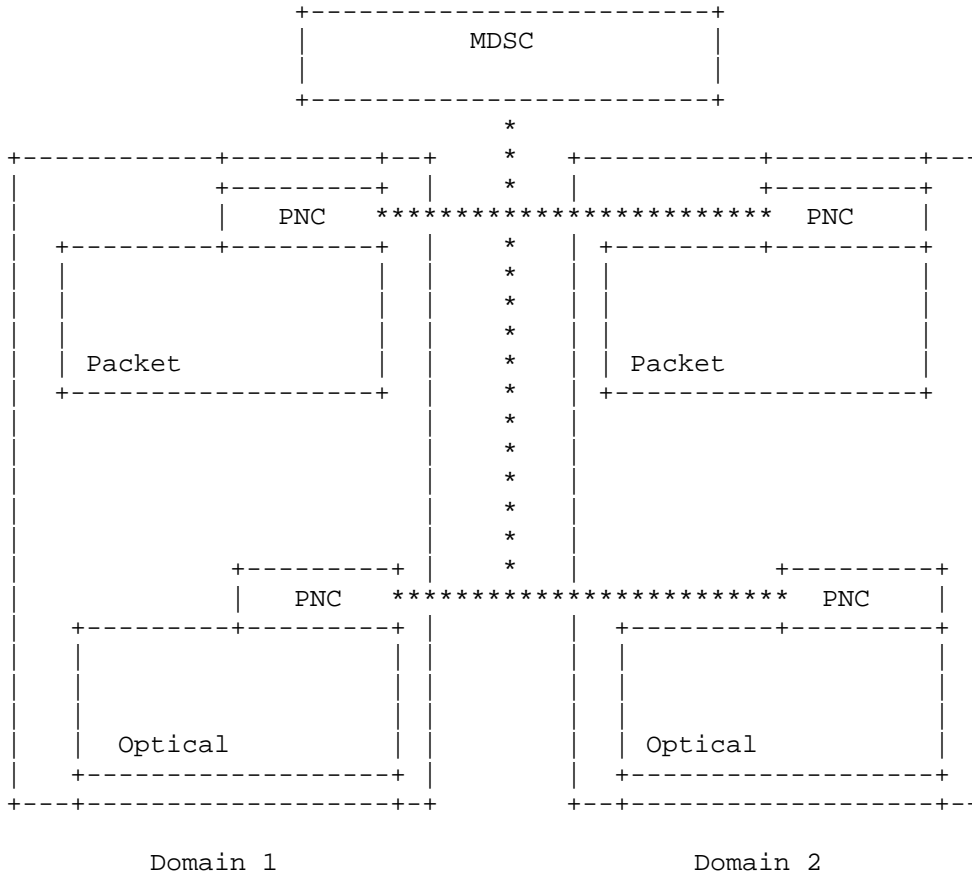 MDSC
PNC PNC
Packet Packet
PNC PNC
Optical Optical
Domain 1 Domain 2